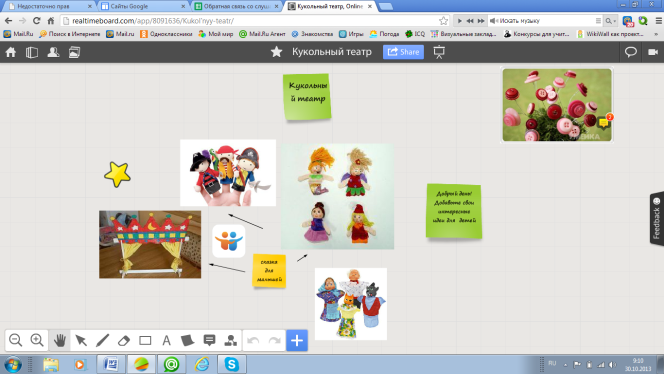 Недостаточно прав
Сайты Google
Обратная связь со слуш
Кукольный театр, Online
realtimeboard.com/app/8091636/Kukol'nyy-teatr/
Искать музыку
Mail.Ru
Поиск в Интернете
Mail.ru
Одноклассники
Мой мир
Mail.Ru Агент
Знакомства
Игры
Погода
ICQ
Визуальные заклад...
Конкурсы для учит...
WikiWall как проект...
Кукольный театр
Share
Кукольны
й театр
Добрый день!
Добавьте свои
интересные
идеи для детей
сказка
для
малышей
Feedback
A
RU
9:10
30.10.2013